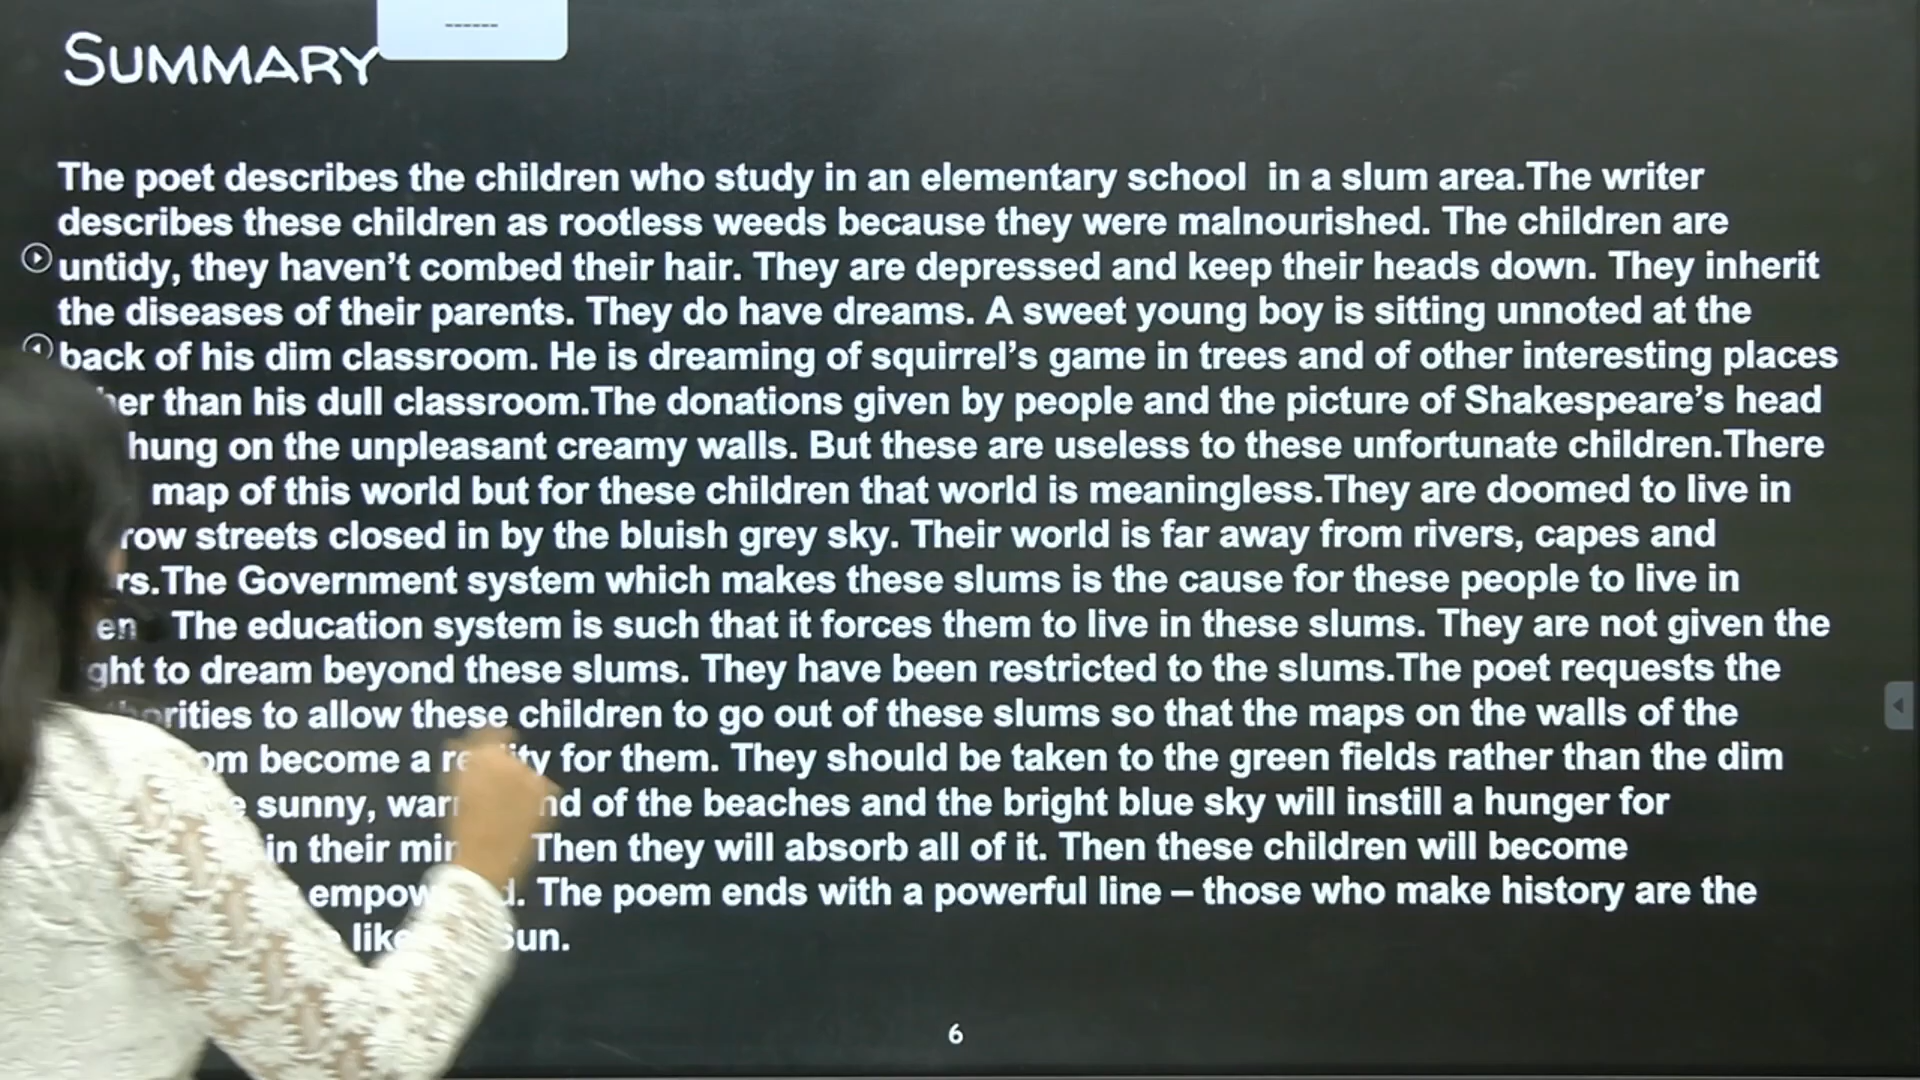 SUMMARY
------
The poet describes the children who study in an elementary school in a slum area.The writer
describes these children as rootless weeds because they were malnourished. The children are
untidy, they haven’t combed their hair. They are depressed and keep their heads down. They inherit
the diseases of their parents. They do have dreams. A sweet young boy is sitting unnoted at the
back of his dim classroom. He is dreaming of squirrel’s game in trees and of other interesting places
than his dull classroom.The donations given by people and the picture of Shakespeare’s head
hung on the unpleasant creamy walls. But these are useless to these unfortunate children.There
map of this world but for these children that world is meaningless.They are doomed to live in
streets closed in by the bluish grey sky. Their world is far away from rivers, capes and
The Government system which makes these slums is the cause for these people to live in
The education system is such that it forces them to live in these slums. They are not given the
to dream beyond these slums. They have been restricted to the slums.The poet requests the
to allow these children to go out of these slums so that the maps on the walls of the
become a for them. They should be taken to the green fields rather than the dim
sunny, of the beaches and the bright blue sky will instill a hunger for
in their Then they will absorb all of it. Then these children will become
The poem ends with a powerful line – those who make history are the
Sun.
6